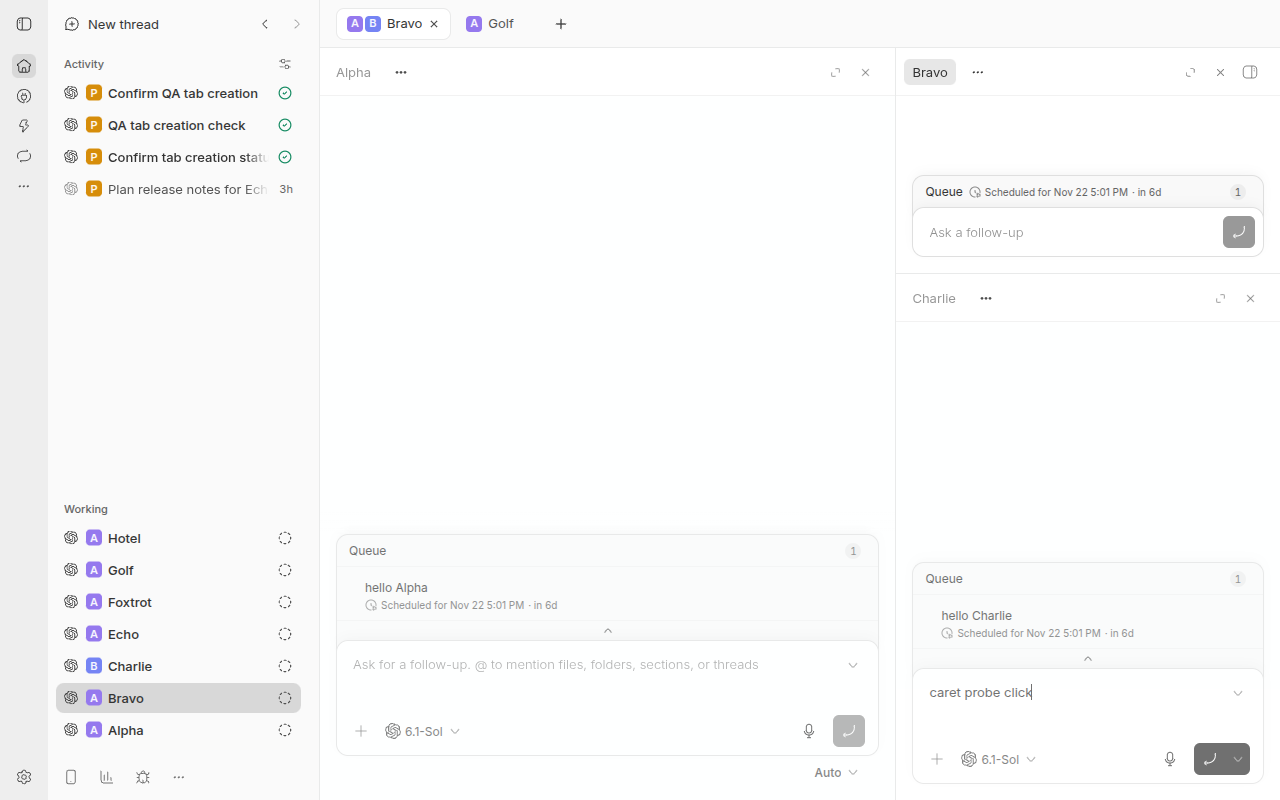 New thread
Activity
P Confirm QA tab creation
P QA tab creation check
P Confirm tab creation statu
P Plan release notes for Ech 3h
Working
A Hotel
A Golf
A Foxtrot
A Echo
B Charlie
A Bravo
A Alpha
A B Bravo
A Golf
Alpha
Queue 1
hello Alpha
Scheduled for Nov 22 5:01 PM · in 6d
Ask for a follow-up. @ to mention files, folders, sections, or threads
6.1-Sol
Auto
Bravo
Queue Scheduled for Nov 22 5:01 PM · in 6d 1
Ask a follow-up
Charlie
Queue 1
hello Charlie
Scheduled for Nov 22 5:01 PM · in 6d
caret probe click
6.1-Sol